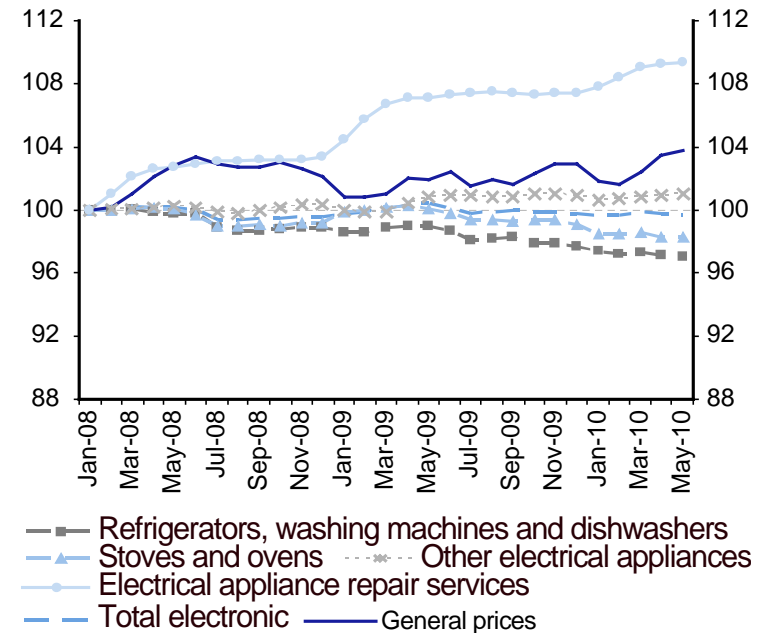 112 112
108 108
104 104
100 100
96 96
92 92
88 88
Jan-08 Mar-08 May-08 Jul-08 Sep-08 Nov-08 Jan-09 Mar-09 May-09 Jul-09 Sep-09 Nov-09 Jan-10 Mar-10 May-10
Refrigerators, washing machines and dishwashers
Stoves and ovens Other electrical appliances
Electrical appliance repair services
Total electronic General prices